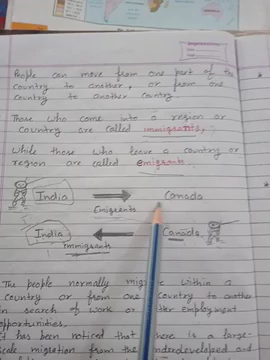 People can move from one part of the
country to another, or from one
country to another country.
Those who come into a region or
country are called immigrants,
While those who leave a country or
region are called emigrants.
India → Canada
Emigrants
India ← Canada
Immigrants
The people normally migrate within a
country or from one country to another
in search of work or better employment
opportunities.
It has been noticed that there is a large-
scale migration from the underdeveloped and